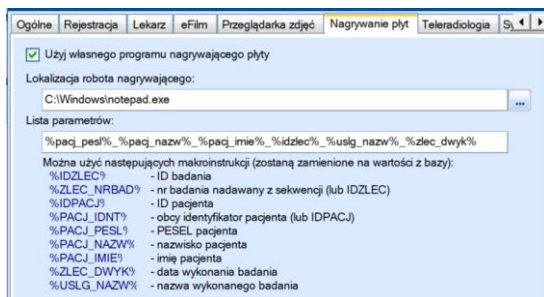 Ogólne Rejestracja Lekarz eFilm Przeglądarka zdjęć Nagrywanie płyt Teleradiologia Sy
Użyj własnego programu nagrywającego płyty
Lokalizacja robota nagrywającego:
C:\Windows\notepad.exe ...
Lista parametrów:
%pacj_pesl%_%pacj_nazw%_%pacj_imie%_%idzlec%_%uslg_nazw%_%zlec_dwyk%
Można użyć następujących makroinstrukcji (zostaną zamienione na wartości z bazy):
%IDZLEC% - ID badania
%ZLEC_NRBAD% - nr badania nadawany z sekwencji (lub IDZLEC)
%IDPACJ% - ID pacjenta
%PACJ_IDNT% - obcy identyfikator pacjenta (lub IDPACJ)
%PACJ_PESL% - PESEL pacjenta
%PACJ_NAZW% - nazwisko pacjenta
%PACJ_IMIE% - imię pacjenta
%ZLEC_DWYK% - data wykonania badania
%USLG_NAZW% - nazwa wykonanego badania